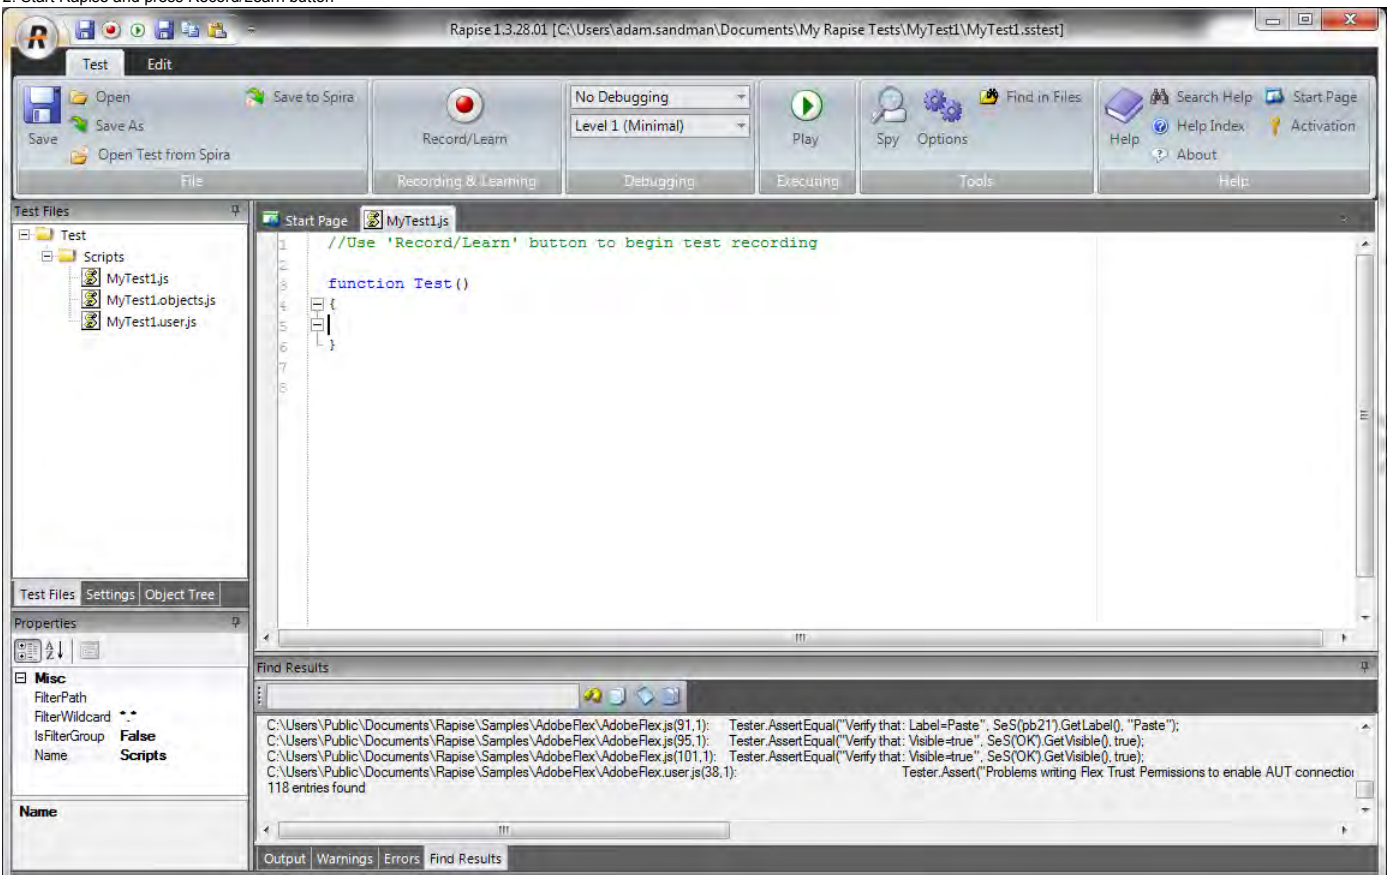 2. Start Rapise and press Record/Learn button
Rapise 1.3.28.01 [C:\Users\adam.sandman\Documents\My Rapise Tests\MyTest1\MyTest1.sstest]
Test Edit
Save
Open
Save As
Open Test from Spira
Save to Spira
File
Record/Learn
Recording & Learning
No Debugging
Level 1 (Minimal)
Debugging
Play
Executing
Spy
Options
Find in Files
Tools
Help
Search Help
Help Index
About
Start Page
Activation
Help
Test Files
Test
Scripts
MyTest1.js
MyTest1.objects.js
MyTest1.user.js
Test Files Settings Object Tree
Properties
Misc
FilterPath
FilterWildcard *.*
IsFilterGroup False
Name Scripts
Name
Start Page MyTest1.js
1 //Use 'Record/Learn' button to begin test recording
2
3 function Test()
4 {
5
6 }
7
8
Find Results
C:\Users\Public\Documents\Rapise\Samples\AdobeFlex\AdobeFlex.js(91,1): Tester.AssertEqual("Verify that: Label=Paste", SeS('pb21').GetLabel(), "Paste");
C:\Users\Public\Documents\Rapise\Samples\AdobeFlex\AdobeFlex.js(95,1): Tester.AssertEqual("Verify that: Visible=true", SeS('OK').GetVisible(), true);
C:\Users\Public\Documents\Rapise\Samples\AdobeFlex\AdobeFlex.js(101,1): Tester.AssertEqual("Verify that: Visible=true", SeS('OK').GetVisible(), true);
C:\Users\Public\Documents\Rapise\Samples\AdobeFlex\AdobeFlex.user.js(38,1): Tester.Assert("Problems writing Flex Trust Permissions to enable AUT connection
118 entries found
Output Warnings Errors Find Results